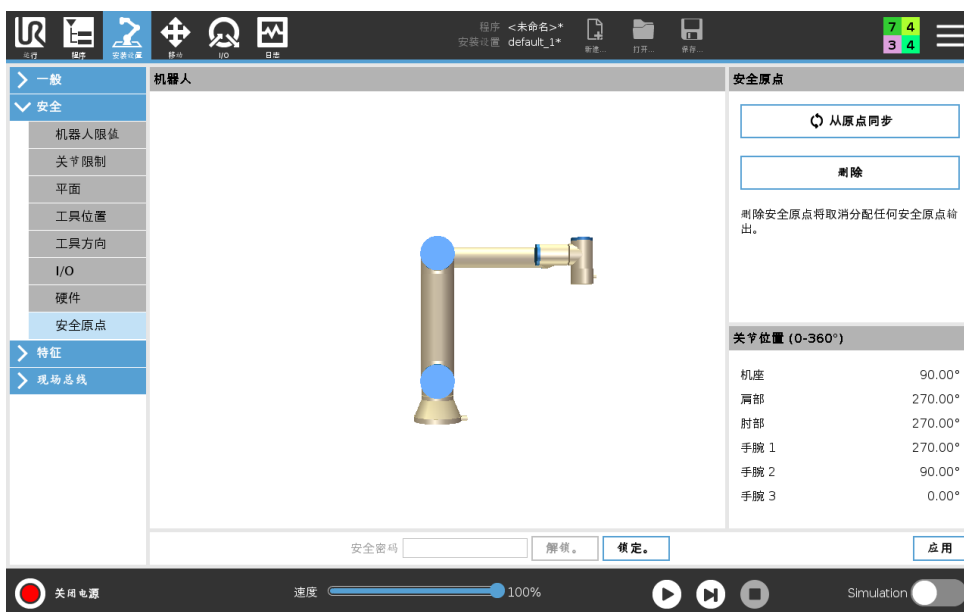 UR
运行
程序
安装设置
移动
I/O
日志
程序 <未命名>*
安装设置 default_1*
新建...
打开...
保存...
7 4
3 4
一般
安全
机器人限值
关节限制
平面
工具位置
工具方向
I/O
硬件
安全原点
特征
现场总线
机器人
安全原点
从原点同步
删除
删除安全原点将取消分配任何安全原点输
出。
关节位置 (0-360°)
机座 90.00°
肩部 270.00°
肘部 270.00°
手腕 1 270.00°
手腕 2 90.00°
手腕 3 0.00°
安全密码
解锁。
锁定。
应用
关闭电源
速度 100%
Simulation